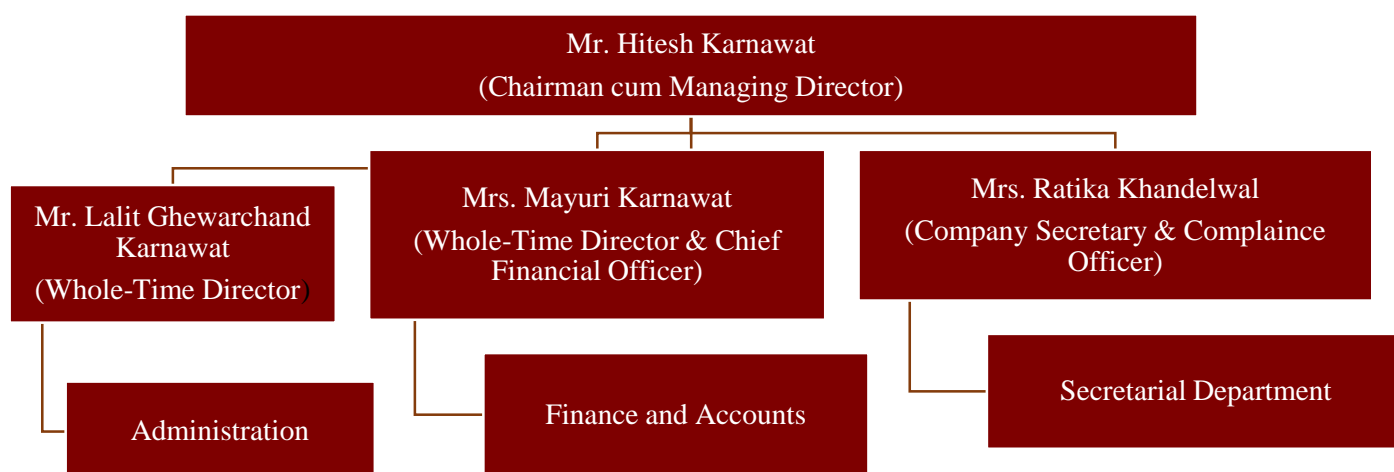 Mr. Hitesh Karnawat
(Chairman cum Managing Director)
Mr. Lalit Ghewarchand
Karnawat
(Whole-Time Director)
Mrs. Mayuri Karnawat
(Whole-Time Director & Chief
Financial Officer)
Mrs. Ratika Khandelwal
(Company Secretary & Complaince
Officer)
Administration
Finance and Accounts
Secretarial Department